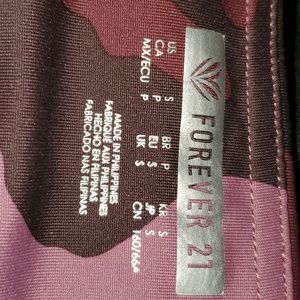 FOREVER 21
US S BR P KR S
CA P EU S JP S
MX/ECU P UK S CN 160/66A
MADE IN PHILIPPINES
FABRIQUÉ AUX PHILIPPINES
HECHO EN FILIPINAS
FABRICADO NAS FILIPINAS